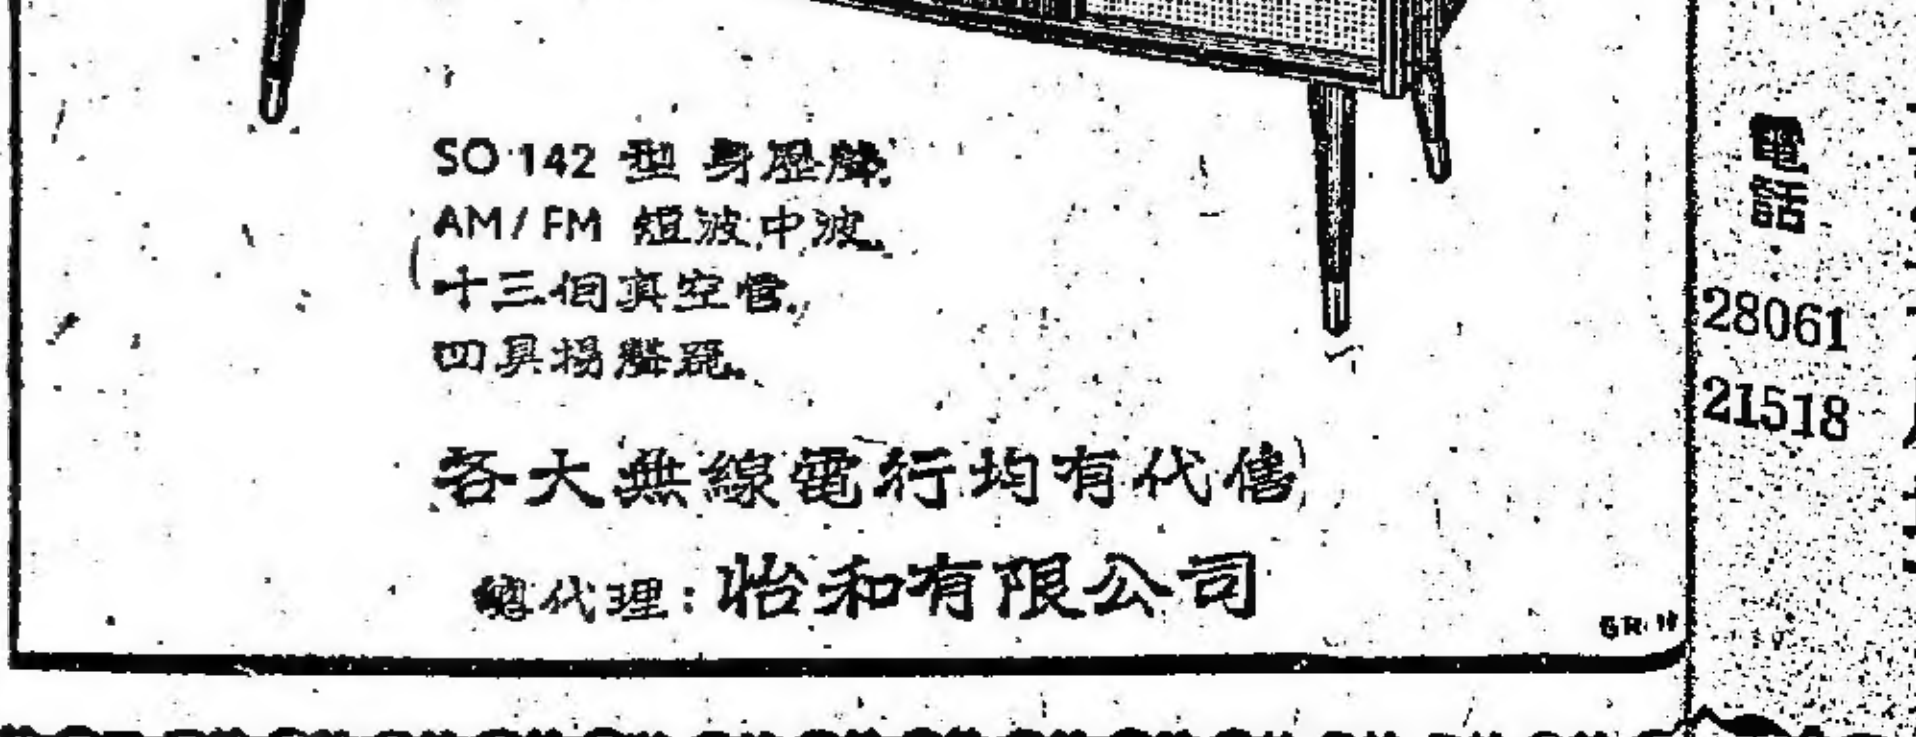 SO 142 型 身歷聲,
AM/FM 短波中波,
十三個真空管,
四具揚聲器.
各大無線電行均有代售
總代理:怡和有限公司
電話:
28061
21518